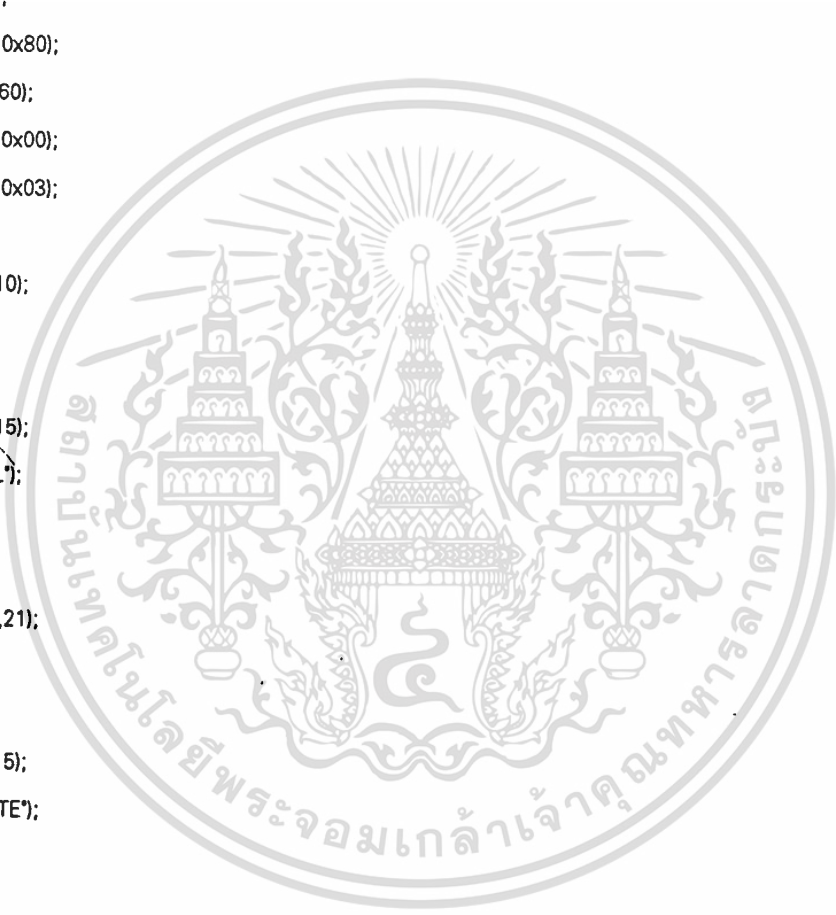 ;
0x80);
60);
0x00);
0x03);
10);
15);
");
,21);
5);
TE");
สถาบันเทคโนโลยีพระจอมเกล้าเจ้าคุณทหารลาดกระบัง